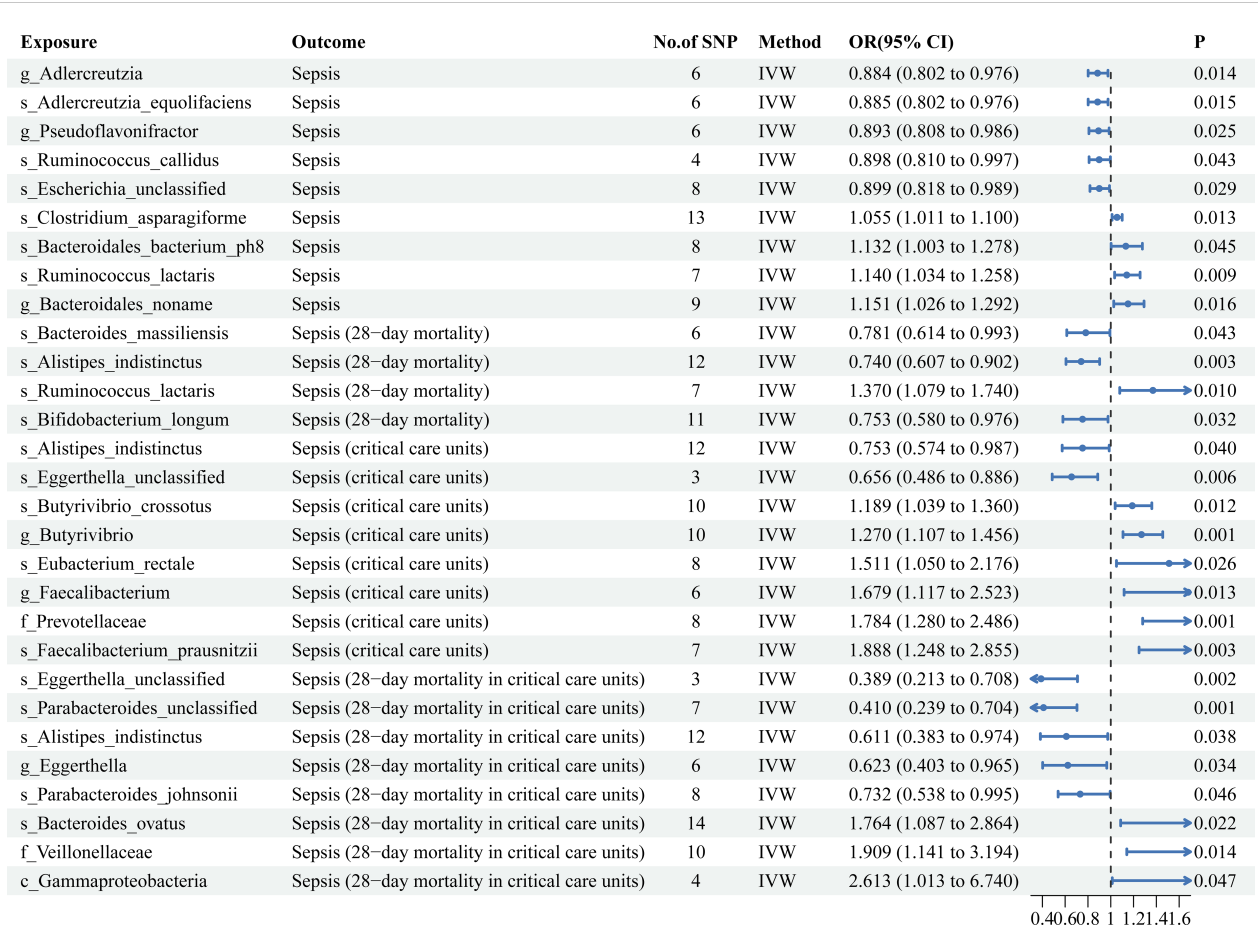 Exposure Outcome No.of SNP Method OR(95% CI) P
g_Adlercreutzia Sepsis 6 IVW 0.884 (0.802 to 0.976) 0.014
s_Adlercreutzia_equolifaciens Sepsis 6 IVW 0.885 (0.802 to 0.976) 0.015
g_Pseudoflavonifractor Sepsis 6 IVW 0.893 (0.808 to 0.986) 0.025
s_Ruminococcus_callidus Sepsis 4 IVW 0.898 (0.810 to 0.997) 0.043
s_Escherichia_unclassified Sepsis 8 IVW 0.899 (0.818 to 0.989) 0.029
s_Clostridium_asparagiforme Sepsis 13 IVW 1.055 (1.011 to 1.100) 0.013
s_Bacteroidales_bacterium_ph8 Sepsis 8 IVW 1.132 (1.003 to 1.278) 0.045
s_Ruminococcus_lactaris Sepsis 7 IVW 1.140 (1.034 to 1.258) 0.009
g_Bacteroidales_noname Sepsis 9 IVW 1.151 (1.026 to 1.292) 0.016
s_Bacteroides_massiliensis Sepsis (28−day mortality) 6 IVW 0.781 (0.614 to 0.993) 0.043
s_Alistipes_indistinctus Sepsis (28−day mortality) 12 IVW 0.740 (0.607 to 0.902) 0.003
s_Ruminococcus_lactaris Sepsis (28−day mortality) 7 IVW 1.370 (1.079 to 1.740) 0.010
s_Bifidobacterium_longum Sepsis (28−day mortality) 11 IVW 0.753 (0.580 to 0.976) 0.032
s_Alistipes_indistinctus Sepsis (critical care units) 12 IVW 0.753 (0.574 to 0.987) 0.040
s_Eggerthella_unclassified Sepsis (critical care units) 3 IVW 0.656 (0.486 to 0.886) 0.006
s_Butyrivibrio_crossotus Sepsis (critical care units) 10 IVW 1.189 (1.039 to 1.360) 0.012
g_Butyrivibrio Sepsis (critical care units) 10 IVW 1.270 (1.107 to 1.456) 0.001
s_Eubacterium_rectale Sepsis (critical care units) 8 IVW 1.511 (1.050 to 2.176) 0.026
g_Faecalibacterium Sepsis (critical care units) 6 IVW 1.679 (1.117 to 2.523) 0.013
f_Prevotellaceae Sepsis (critical care units) 8 IVW 1.784 (1.280 to 2.486) 0.001
s_Faecalibacterium_prausnitzii Sepsis (critical care units) 7 IVW 1.888 (1.248 to 2.855) 0.003
s_Eggerthella_unclassified Sepsis (28−day mortality in critical care units) 3 IVW 0.389 (0.213 to 0.708) 0.002
s_Parabacteroides_unclassified Sepsis (28−day mortality in critical care units) 7 IVW 0.410 (0.239 to 0.704) 0.001
s_Alistipes_indistinctus Sepsis (28−day mortality in critical care units) 12 IVW 0.611 (0.383 to 0.974) 0.038
g_Eggerthella Sepsis (28−day mortality in critical care units) 6 IVW 0.623 (0.403 to 0.965) 0.034
s_Parabacteroides_johnsonii Sepsis (28−day mortality in critical care units) 8 IVW 0.732 (0.538 to 0.995) 0.046
s_Bacteroides_ovatus Sepsis (28−day mortality in critical care units) 14 IVW 1.764 (1.087 to 2.864) 0.022
f_Veillonellaceae Sepsis (28−day mortality in critical care units) 10 IVW 1.909 (1.141 to 3.194) 0.014
c_Gammaproteobacteria Sepsis (28−day mortality in critical care units) 4 IVW 2.613 (1.013 to 6.740) 0.047
0.4 0.6 0.8 1 1.2 1.4 1.6